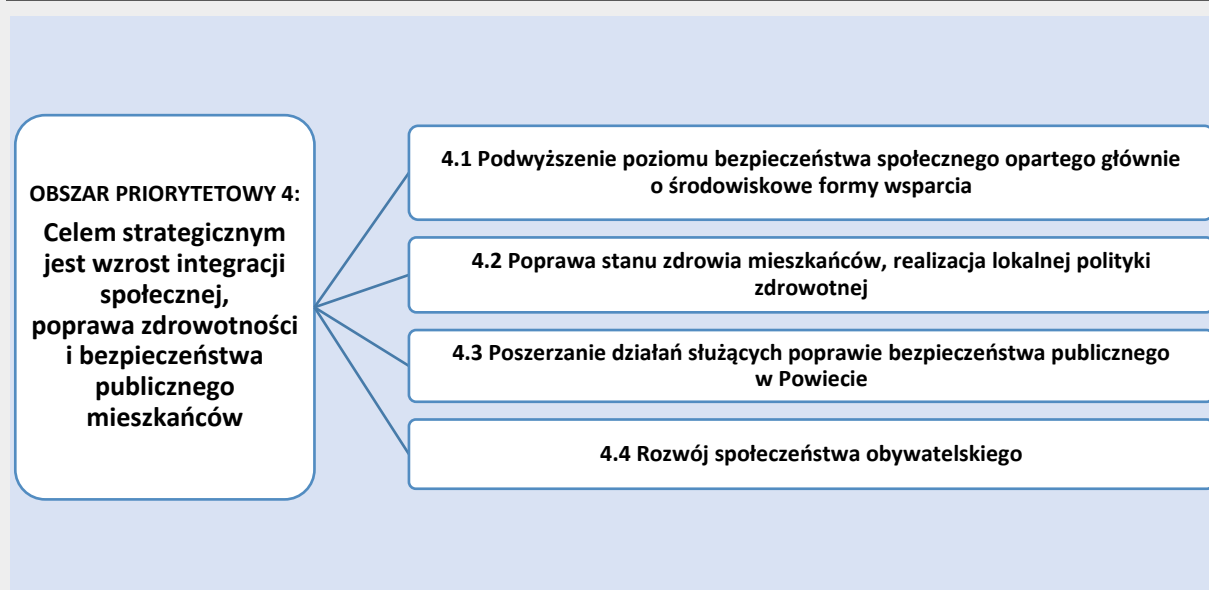 OBSZAR PRIORYTETOWY 4:
Celem strategicznym
jest wzrost integracji
społecznej,
poprawa zdrowotności
i bezpieczeństwa
publicznego
mieszkańców
4.1 Podwyższenie poziomu bezpieczeństwa społecznego opartego głównie
o środowiskowe formy wsparcia
4.2 Poprawa stanu zdrowia mieszkańców, realizacja lokalnej polityki
zdrowotnej
4.3 Poszerzanie działań służących poprawie bezpieczeństwa publicznego
w Powiecie
4.4 Rozwój społeczeństwa obywatelskiego